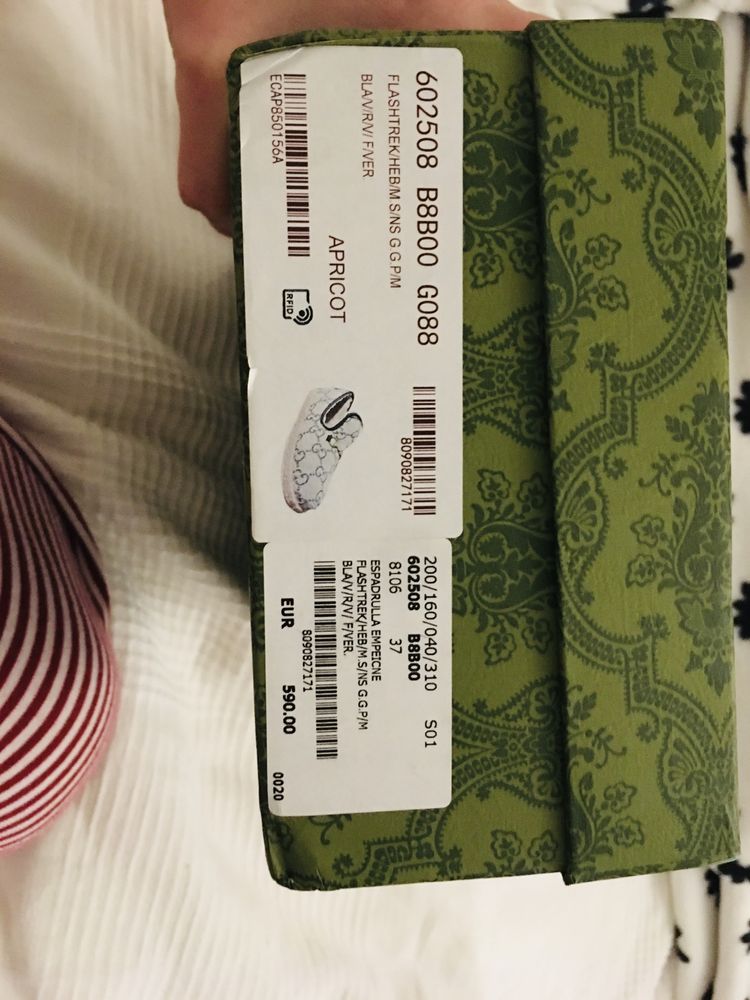 602508 B8B00 G088
FLASHTREK/HEB/M.S/NS G.G.P/M
BLA/V/R/V/ F/VER
APRICOT
ECAP850156A
RFID
8090827171
200/160/040/310 S01
602508 B8B00
8106 37
ESPADRULLA EMPEIGNE
FLASHTREK/HEB/M.S/NS G.G.P/M
BLA/V/R/V/ F/VER.
8090827171
EUR 590.00
0020